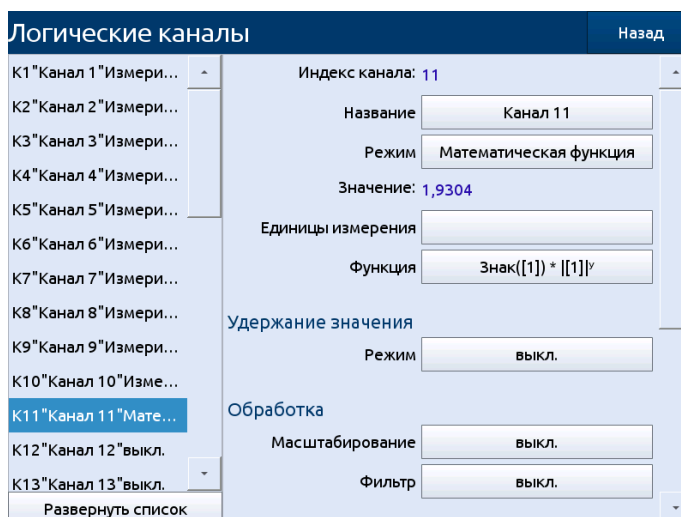 Логические каналы
Назад
К1"Канал 1"Измери...
К2"Канал 2"Измери...
К3"Канал 3"Измери...
К4"Канал 4"Измери...
К5"Канал 5"Измери...
К6"Канал 6"Измери...
К7"Канал 7"Измери...
К8"Канал 8"Измери...
К9"Канал 9"Измери...
К10"Канал 10"Изме...
К11"Канал 11"Мате...
К12"Канал 12"выкл.
К13"Канал 13"выкл.
Развернуть список
Индекс канала: 11
Название Канал 11
Режим Математическая функция
Значение: 1,9304
Единицы измерения
Функция Знак([1]) * |[1]|ʸ
Удержание значения
Режим выкл.
Обработка
Масштабирование выкл.
Фильтр выкл.